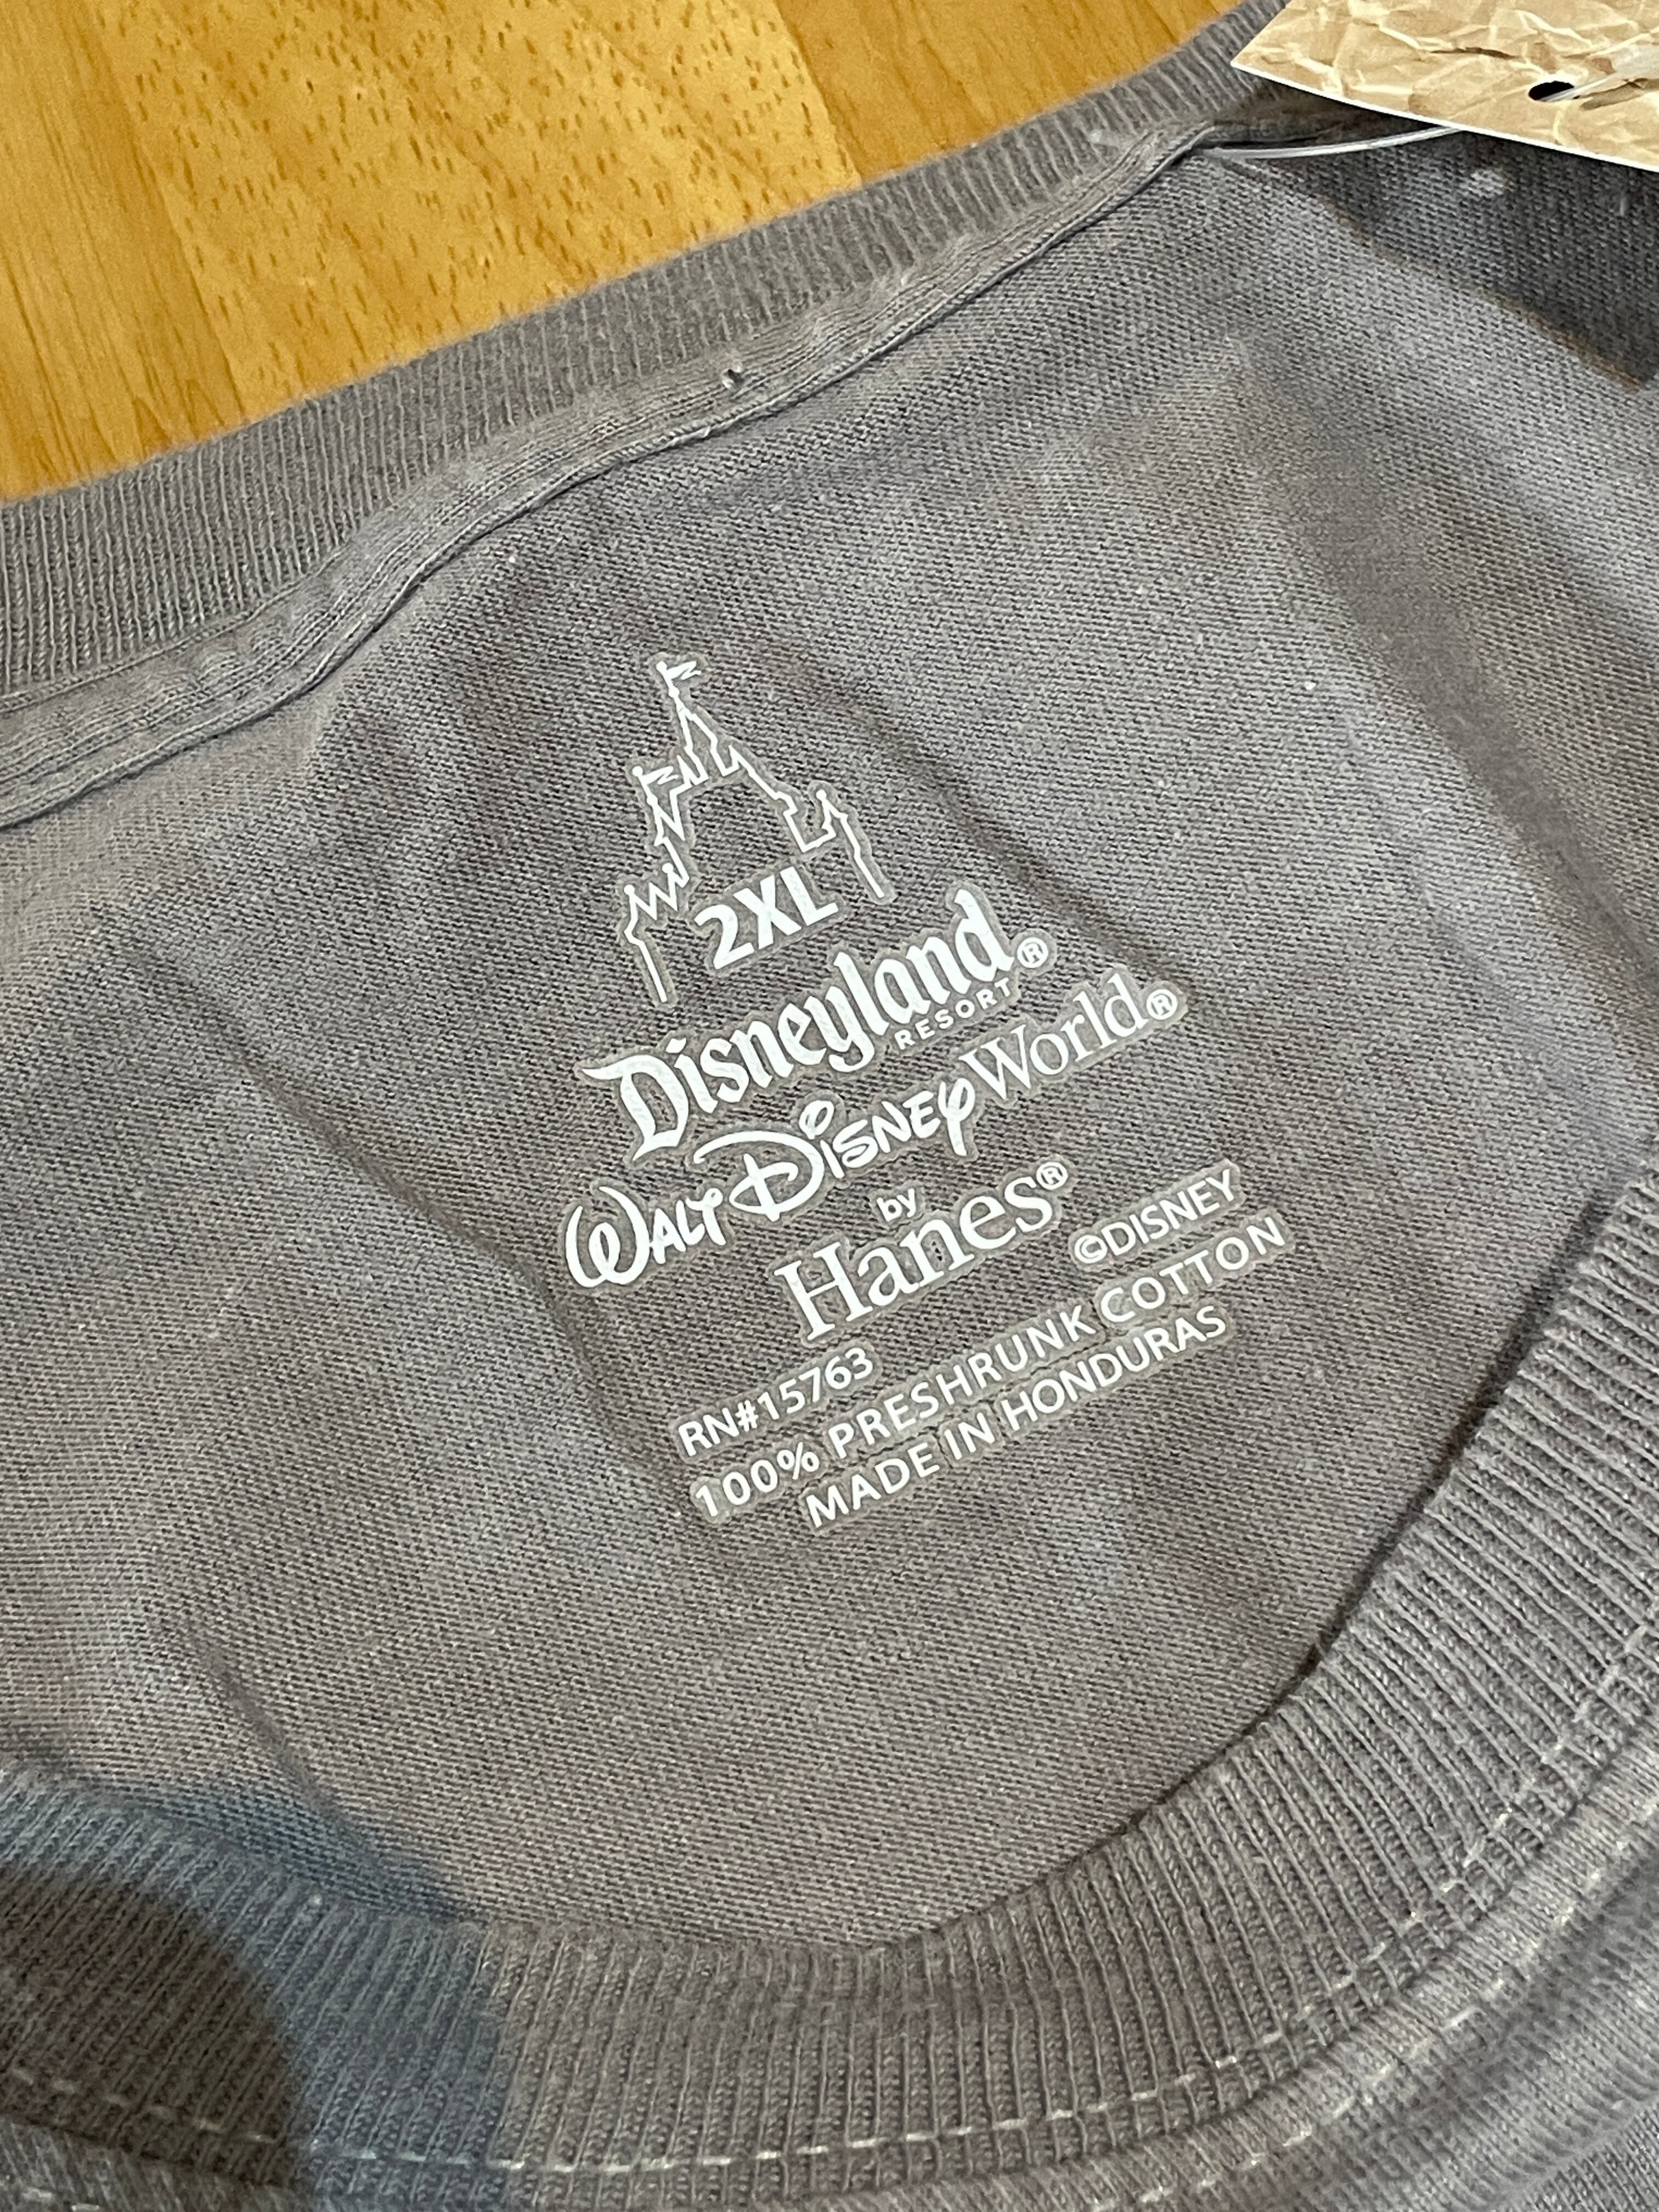 2XL
Disneyland®
RESORT
WALT DISNEY World®
by
Hanes®
©DISNEY
RN#15763
100% PRESHRUNK COTTON
MADE IN HONDURAS